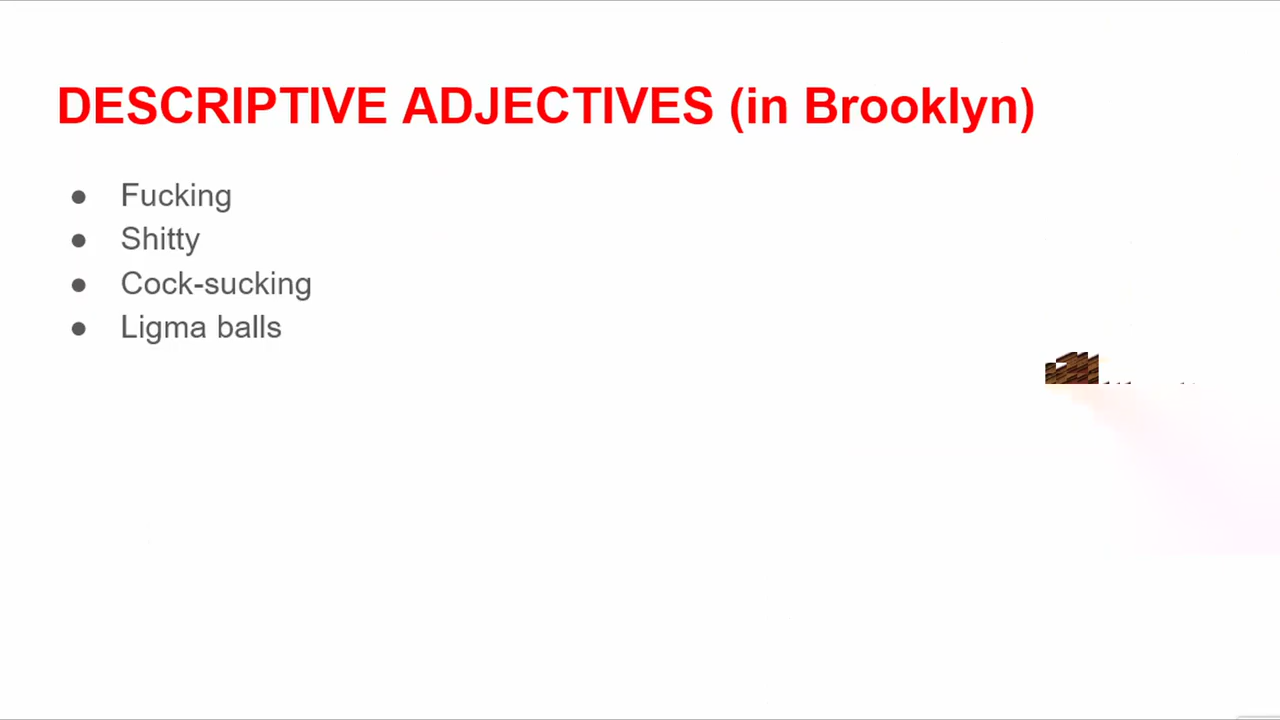 DESCRIPTIVE ADJECTIVES (in Brooklyn)
● Fucking
● Shitty
● Cock-sucking
● Ligma balls